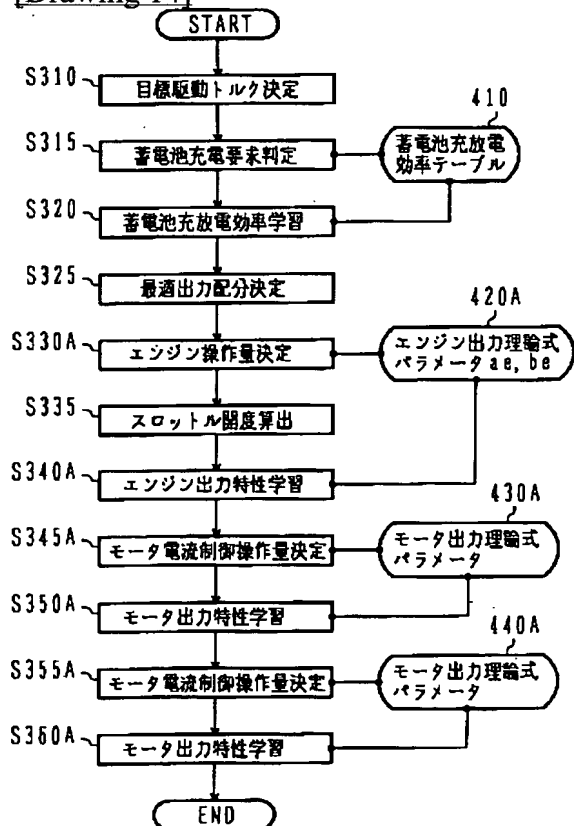 [Drawing 14]
START
S310
目標駆動トルク決定
410
S315
蓄電池充電要求判定
蓄電池充放電
効率テーブル
S320
蓄電池充放電効率学習
S325
最適出力配分決定
420A
S330A
エンジン操作量決定
エンジン出力理論式
パラメータae, be
S335
スロットル開度算出
S340A
エンジン出力特性学習
430A
S345A
モータ電流制御操作量決定
モータ出力理論式
パラメータ
S350A
モータ出力特性学習
440A
S355A
モータ電流制御操作量決定
モータ出力理論式
パラメータ
S360A
モータ出力特性学習
END